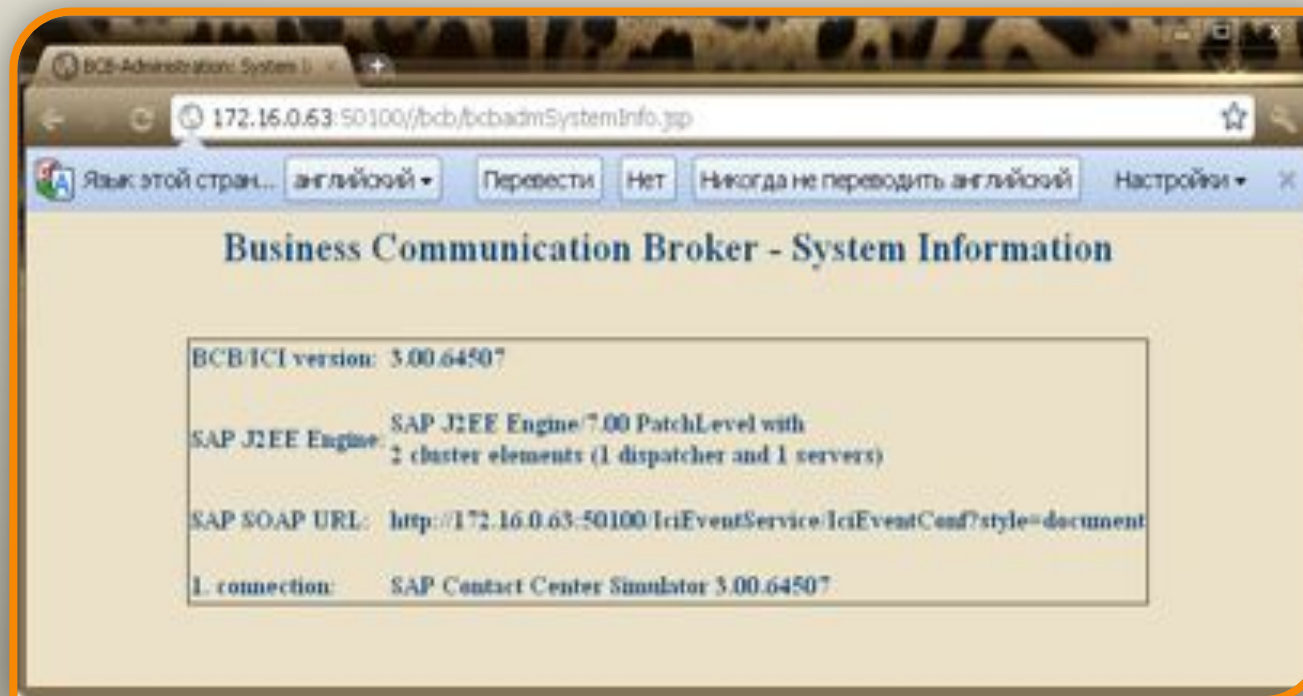 BCB-Administration: System I
172.16.0.63:50100//bcb/bcbadmSystemInfo.jsp
Язык этой стран... английский Перевести Нет Никогда не переводить английский Настройки
Business Communication Broker - System Information
BCB/ICI version: 3.00.64507
SAP J2EE Engine: SAP J2EE Engine/7.00 PatchLevel with
2 cluster elements (1 dispatcher and 1 servers)
SAP SOAP URL: http://172.16.0.63:50100/IciEventService/IciEventConf?style=document
1. connection: SAP Contact Center Simulator 3.00.64507